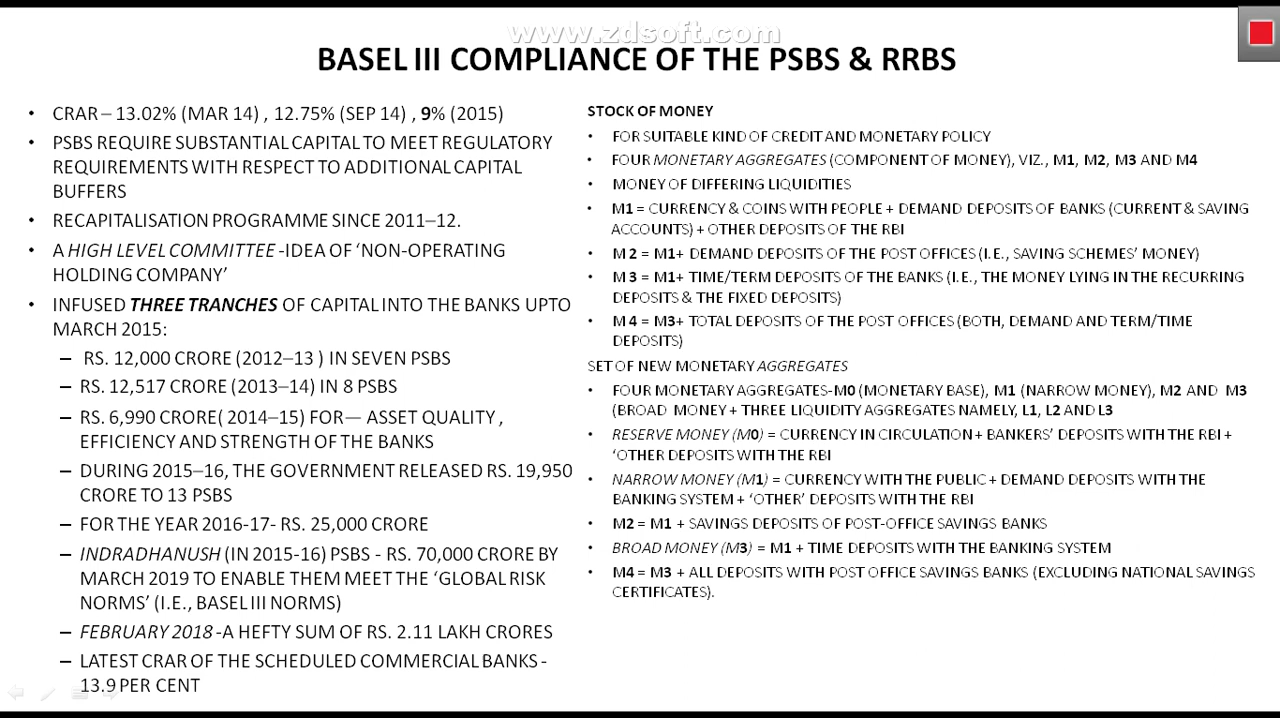 www.zdsoft.com
BASEL III COMPLIANCE OF THE PSBS & RRBS
• CRAR – 13.02% (MAR 14) , 12.75% (SEP 14) , 9% (2015)
• PSBS REQUIRE SUBSTANTIAL CAPITAL TO MEET REGULATORY
REQUIREMENTS WITH RESPECT TO ADDITIONAL CAPITAL
BUFFERS
• RECAPITALISATION PROGRAMME SINCE 2011–12.
• A HIGH LEVEL COMMITTEE -IDEA OF ‘NON-OPERATING
HOLDING COMPANY’
• INFUSED THREE TRANCHES OF CAPITAL INTO THE BANKS UPTO
MARCH 2015:
– RS. 12,000 CRORE (2012–13 ) IN SEVEN PSBS
– RS. 12,517 CRORE (2013–14) IN 8 PSBS
– RS. 6,990 CRORE( 2014–15) FOR— ASSET QUALITY ,
EFFICIENCY AND STRENGTH OF THE BANKS
– DURING 2015–16, THE GOVERNMENT RELEASED RS. 19,950
CRORE TO 13 PSBS
– FOR THE YEAR 2016-17- RS. 25,000 CRORE
– INDRADHANUSH (IN 2015-16) PSBS - RS. 70,000 CRORE BY
MARCH 2019 TO ENABLE THEM MEET THE ‘GLOBAL RISK
NORMS’ (I.E., BASEL III NORMS)
– FEBRUARY 2018 -A HEFTY SUM OF RS. 2.11 LAKH CRORES
– LATEST CRAR OF THE SCHEDULED COMMERCIAL BANKS -
13.9 PER CENT
STOCK OF MONEY
• FOR SUITABLE KIND OF CREDIT AND MONETARY POLICY
• FOUR MONETARY AGGREGATES (COMPONENT OF MONEY), VIZ., M1, M2, M3 AND M4
• MONEY OF DIFFERING LIQUIDITIES
• M1 = CURRENCY & COINS WITH PEOPLE + DEMAND DEPOSITS OF BANKS (CURRENT & SAVING
ACCOUNTS) + OTHER DEPOSITS OF THE RBI
• M 2 = M1+ DEMAND DEPOSITS OF THE POST OFFICES (I.E., SAVING SCHEMES’ MONEY)
• M 3 = M1+ TIME/TERM DEPOSITS OF THE BANKS (I.E., THE MONEY LYING IN THE RECURRING
DEPOSITS & THE FIXED DEPOSITS)
• M 4 = M3+ TOTAL DEPOSITS OF THE POST OFFICES (BOTH, DEMAND AND TERM/TIME
DEPOSITS)
SET OF NEW MONETARY AGGREGATES
• FOUR MONETARY AGGREGATES-M0 (MONETARY BASE), M1 (NARROW MONEY), M2 AND M3
(BROAD MONEY + THREE LIQUIDITY AGGREGATES NAMELY, L1, L2 AND L3
• RESERVE MONEY (M0) = CURRENCY IN CIRCULATION + BANKERS’ DEPOSITS WITH THE RBI +
‘OTHER DEPOSITS WITH THE RBI
• NARROW MONEY (M1) = CURRENCY WITH THE PUBLIC + DEMAND DEPOSITS WITH THE
BANKING SYSTEM + ‘OTHER’ DEPOSITS WITH THE RBI
• M2 = M1 + SAVINGS DEPOSITS OF POST-OFFICE SAVINGS BANKS
• BROAD MONEY (M3) = M1 + TIME DEPOSITS WITH THE BANKING SYSTEM
• M4 = M3 + ALL DEPOSITS WITH POST OFFICE SAVINGS BANKS (EXCLUDING NATIONAL SAVINGS
CERTIFICATES).